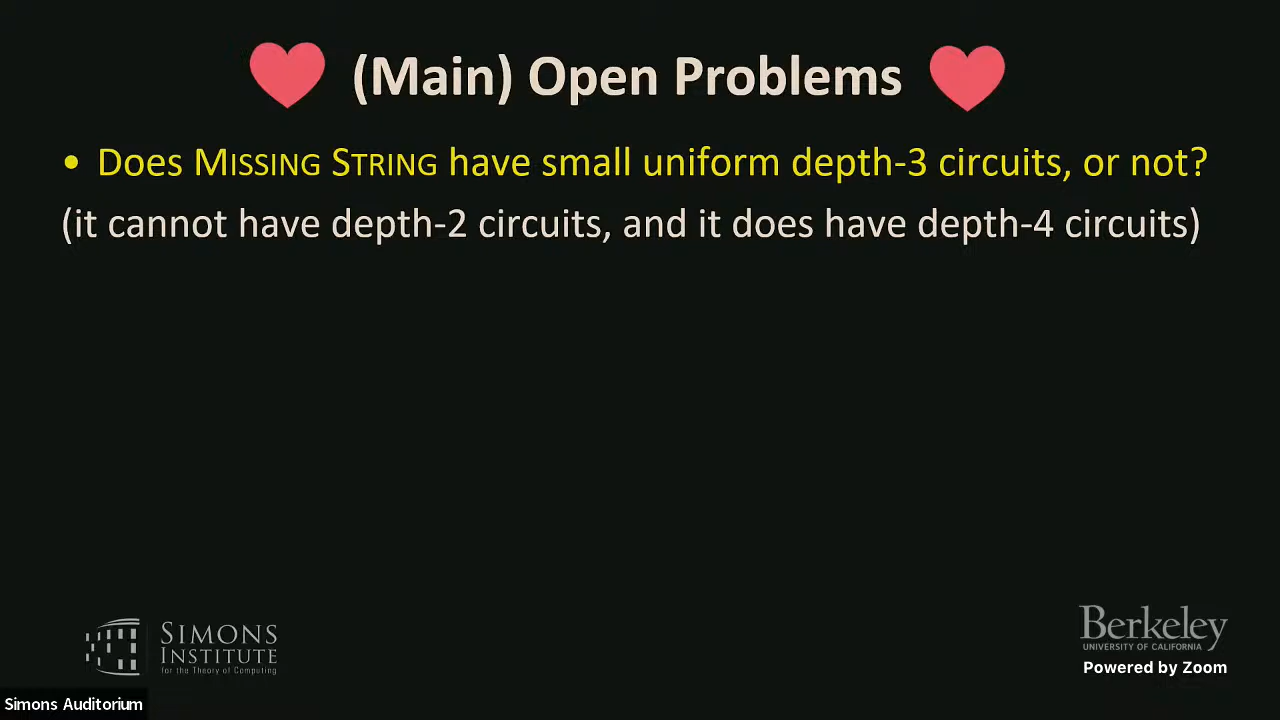 (Main) Open Problems
• Does MISSING STRING have small uniform depth-3 circuits, or not?
(it cannot have depth-2 circuits, and it does have depth-4 circuits)
SIMONS
INSTITUTE
for the Theory of Computing
Berkeley
UNIVERSITY OF CALIFORNIA
Powered by Zoom
Simons Auditorium